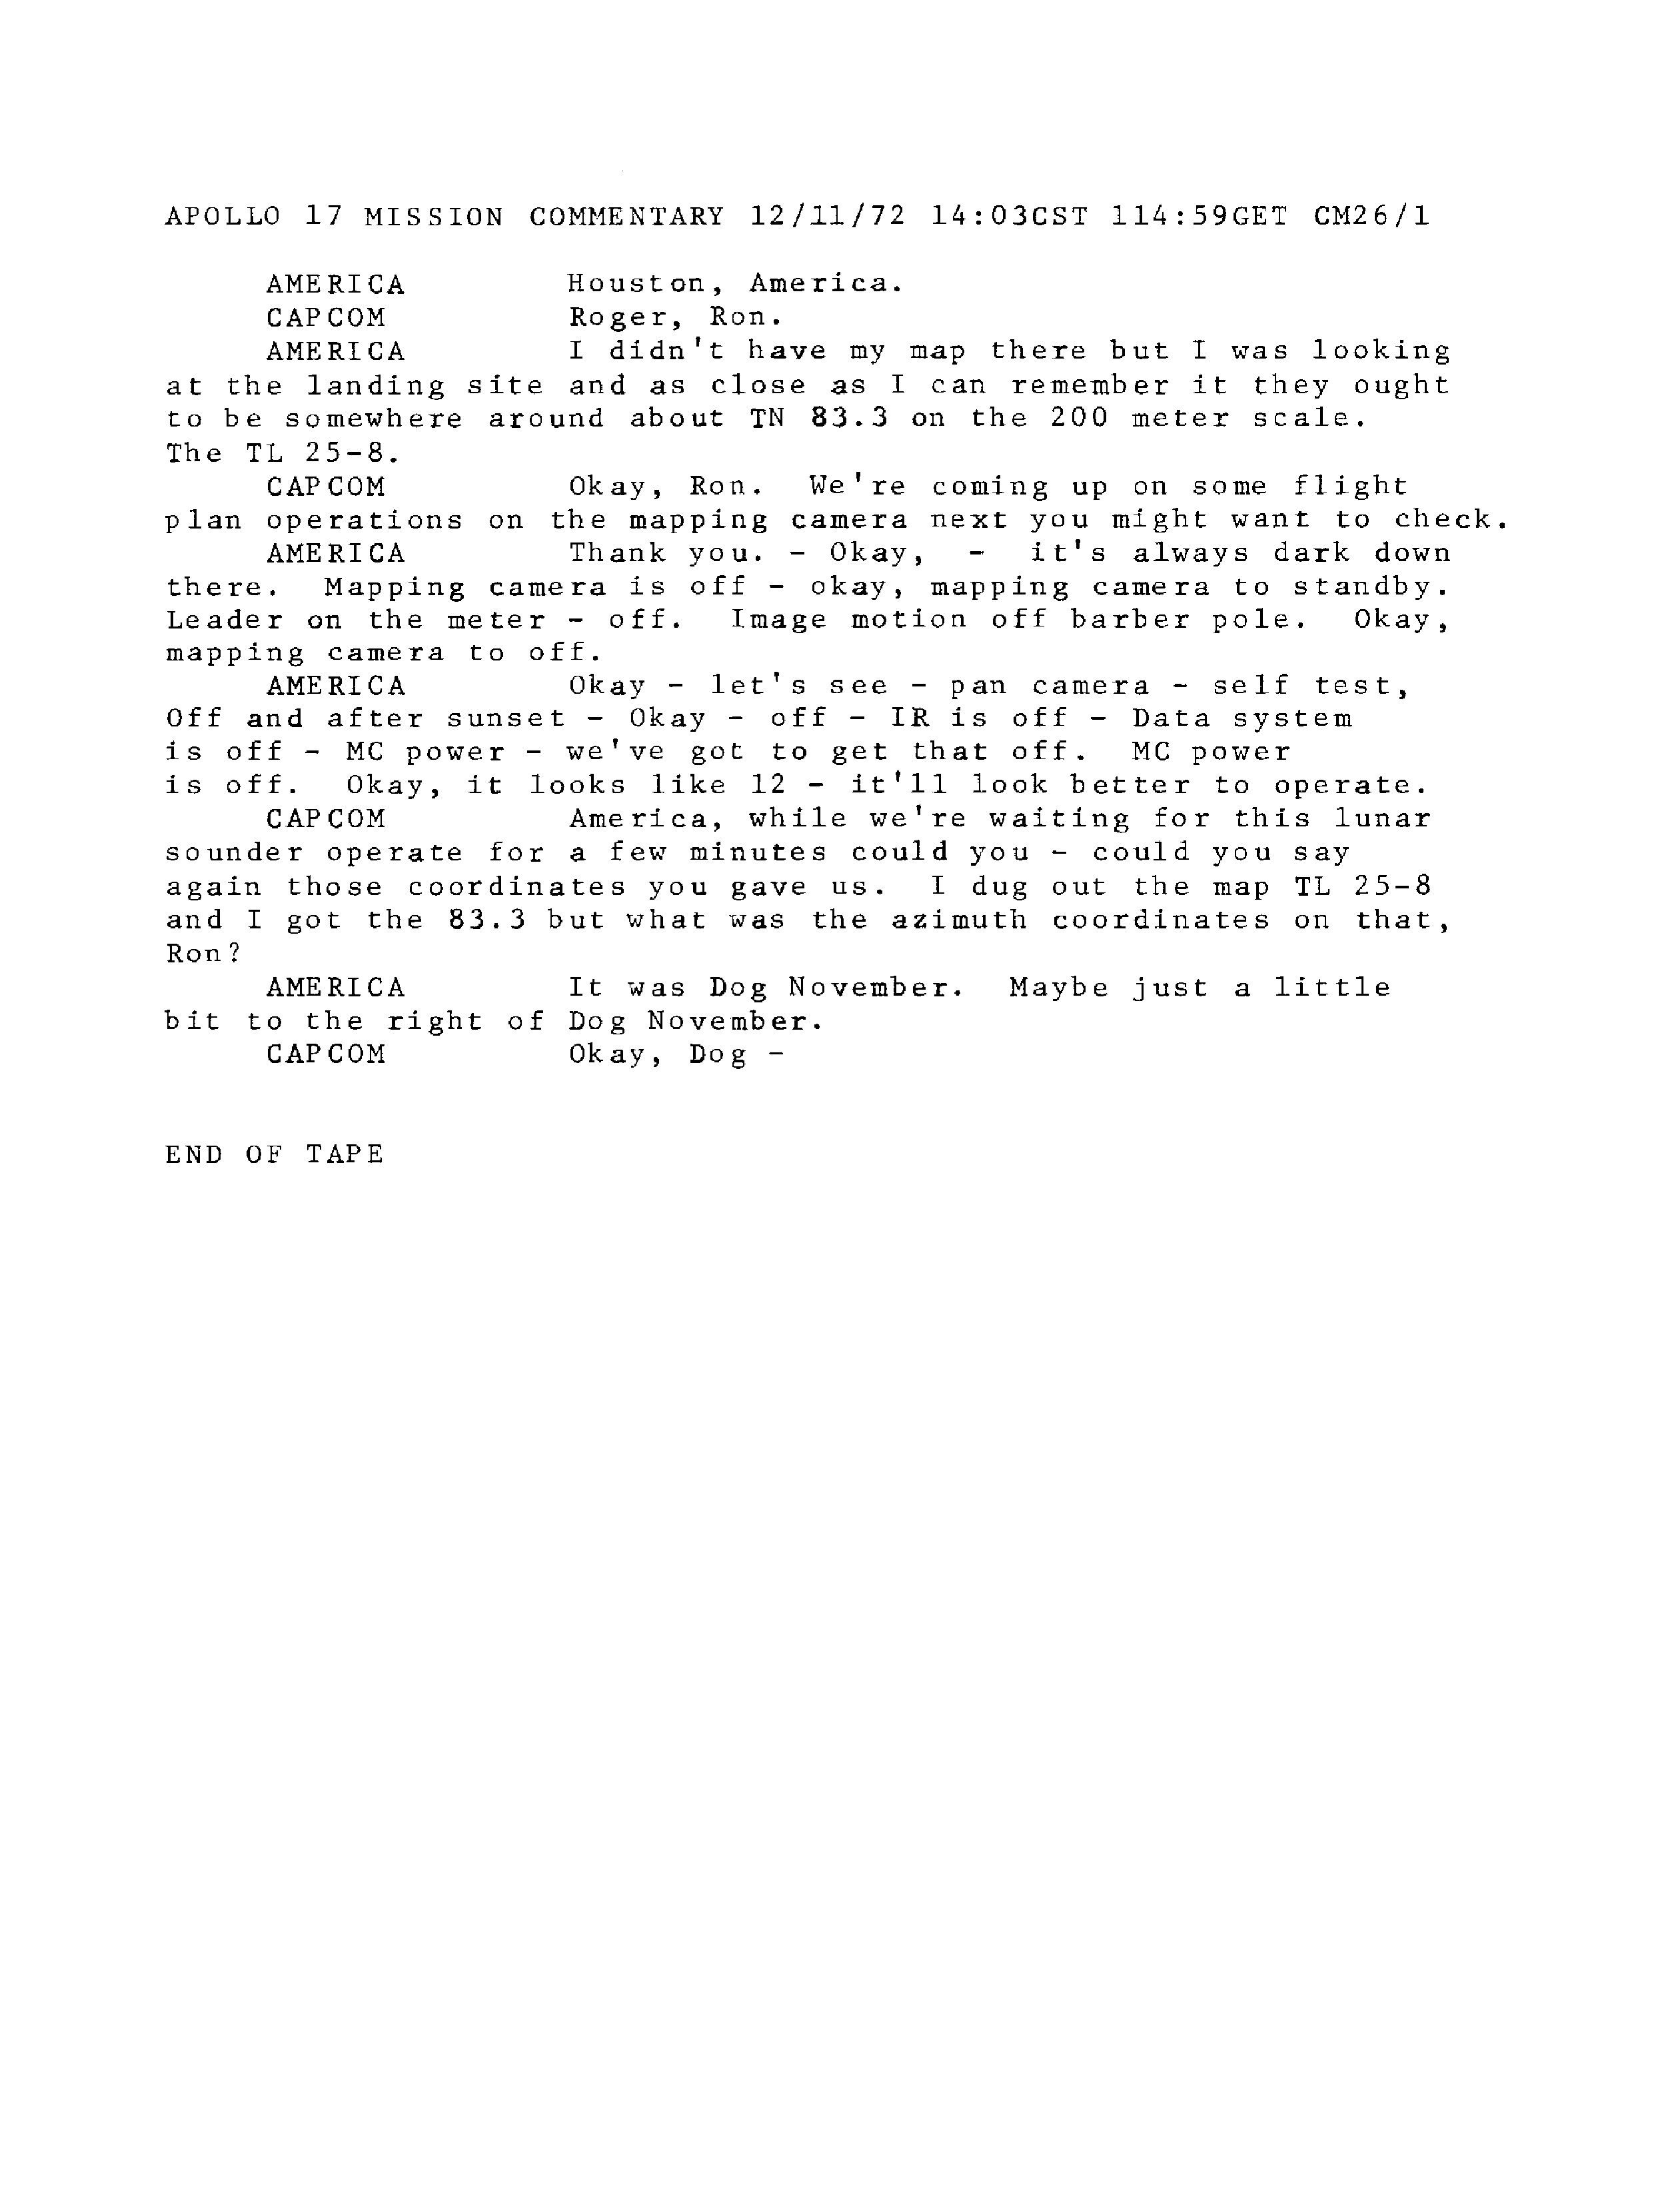 APOLLO 17 MISSION COMMENTARY 12/11/72 14:03CST 114:59GET CM26/1
AMERICA Houston, America.
CAPCOM Roger, Ron.
AMERICA I didn't have my map there but I was looking
at the landing site and as close as I can remember it they ought
to be somewhere around about TN 83.3 on the 200 meter scale.
The TL 25-8.
CAPCOM Okay, Ron. We're coming up on some flight
plan operations on the mapping camera next you might want to check.
AMERICA Thank you. - Okay, - it's always dark down
there. Mapping camera is off - okay, mapping camera to standby.
Leader on the meter - off. Image motion off barber pole. Okay,
mapping camera to off.
AMERICA Okay - let's see - pan camera - self test,
Off and after sunset - Okay - off - IR is off - Data system
is off - MC power - we've got to get that off. MC power
is off. Okay, it looks like 12 - it'll look better to operate.
CAPCOM America, while we're waiting for this lunar
sounder operate for a few minutes could you - could you say
again those coordinates you gave us. I dug out the map TL 25-8
and I got the 83.3 but what was the azimuth coordinates on that,
Ron?
AMERICA It was Dog November. Maybe just a little
bit to the right of Dog November.
CAPCOM Okay, Dog -
END OF TAPE